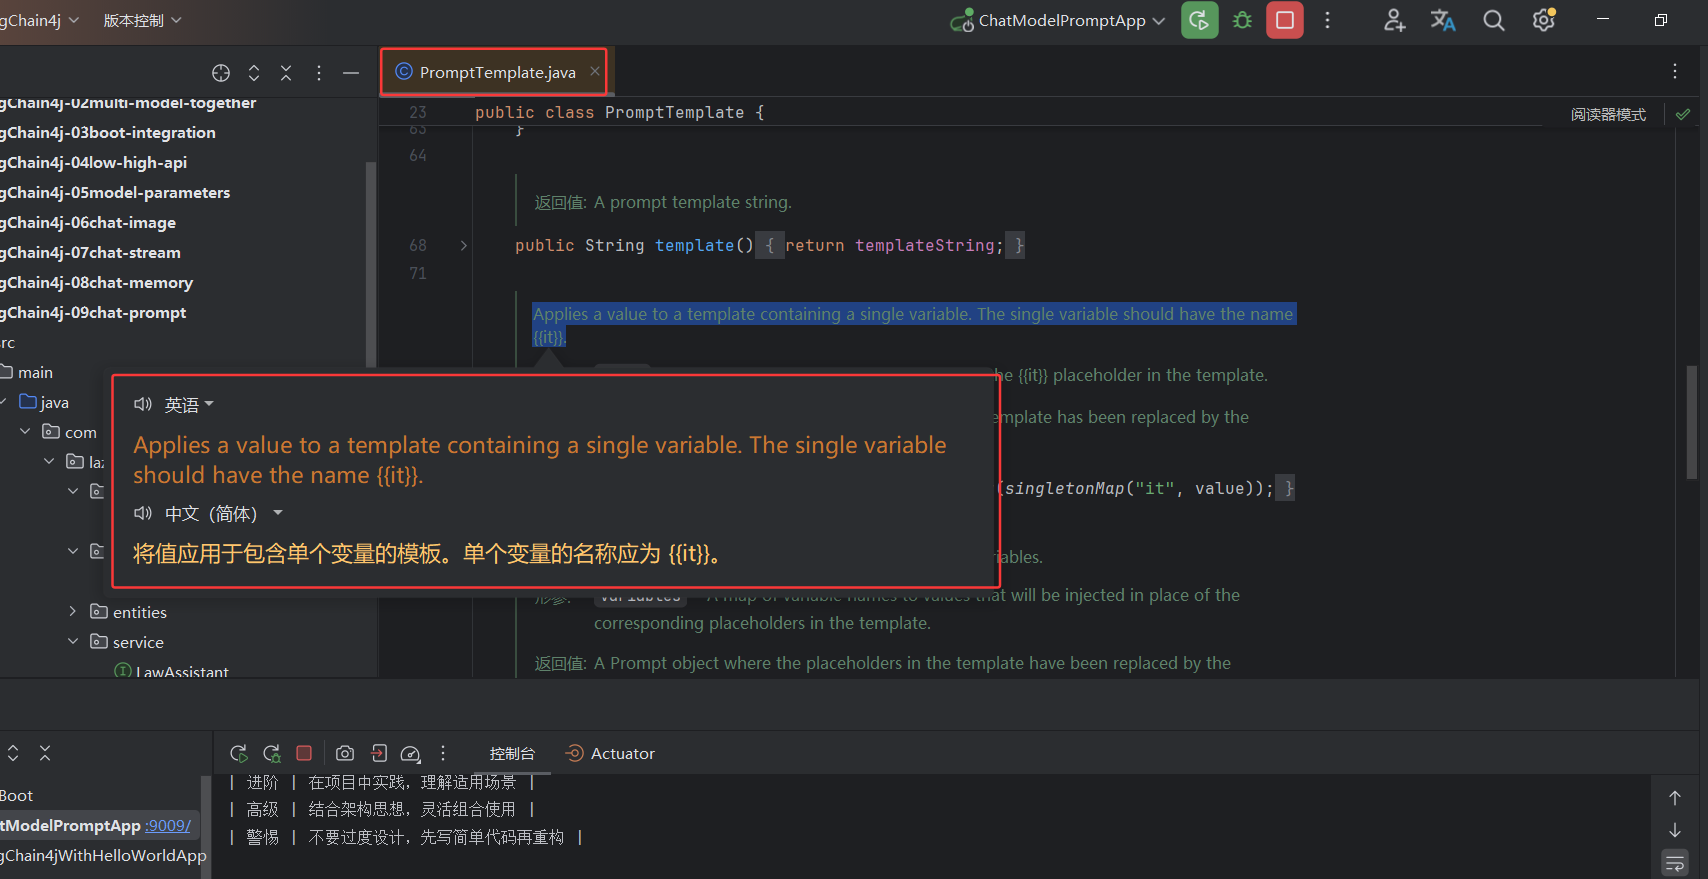 gChain4j
版本控制
ChatModelPromptApp
PromptTemplate.java
gChain4j-02multi-model-together
gChain4j-03boot-integration
gChain4j-04low-high-api
gChain4j-05model-parameters
gChain4j-06chat-image
gChain4j-07chat-stream
gChain4j-08chat-memory
gChain4j-09chat-prompt
rc
main
java
com
la
entities
service
LawAssistant
23 public class PromptTemplate {
阅读器模式
63 }
64
返回值: A prompt template string.
68 public String template() { return templateString; }
71
Applies a value to a template containing a single variable. The single variable should have the name
{{it}}.
he {{it}} placeholder in the template.
emplate has been replaced by the
(singletonMap("it", value)); }
iables.
形参: variables – A map of variable names to values that will be injected in place of the
corresponding placeholders in the template.
返回值: A Prompt object where the placeholders in the template have been replaced by the
英语
Applies a value to a template containing a single variable. The single variable
should have the name {{it}}.
中文（简体）
将值应用于包含单个变量的模板。单个变量的名称应为 {{it}}。
控制台
Actuator
Boot
tModelPromptApp :9009/
gChain4jWithHelloWorldApp
| 进阶 | 在项目中实践，理解适用场景 |
| 高级 | 结合架构思想，灵活组合使用 |
| 警惕 | 不要过度设计，先写简单代码再重构 |